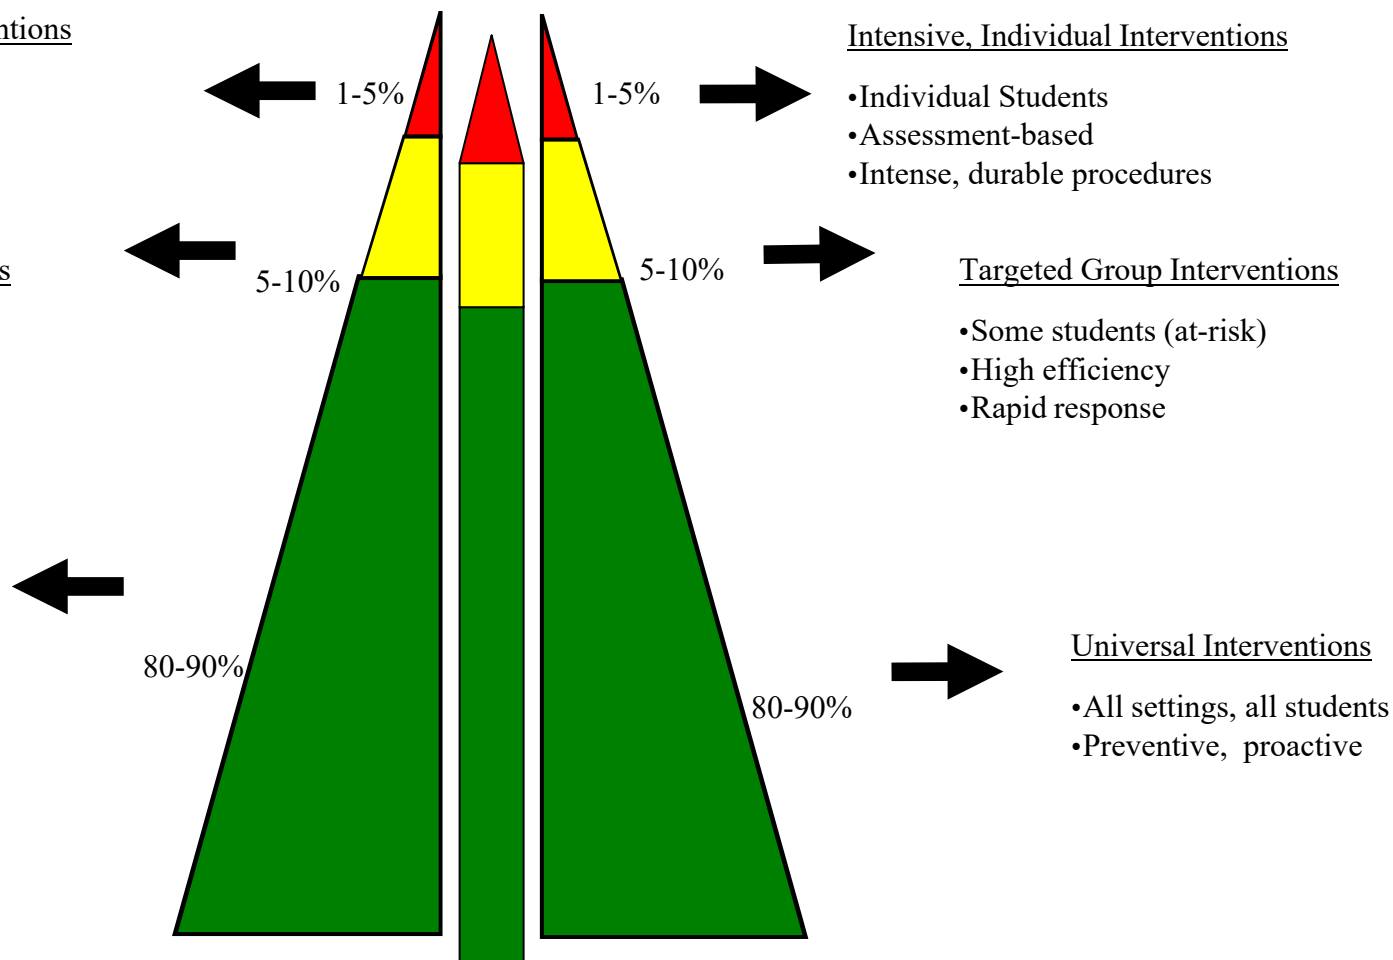 Intensive, Individual Interventions
1-5%
1-5%
•Individual Students
•Assessment-based
•Intense, durable procedures
5-10%
5-10%
Targeted Group Interventions
•Some students (at-risk)
•High efficiency
•Rapid response
80-90%
80-90%
Universal Interventions
•All settings, all students
•Preventive,  proactive